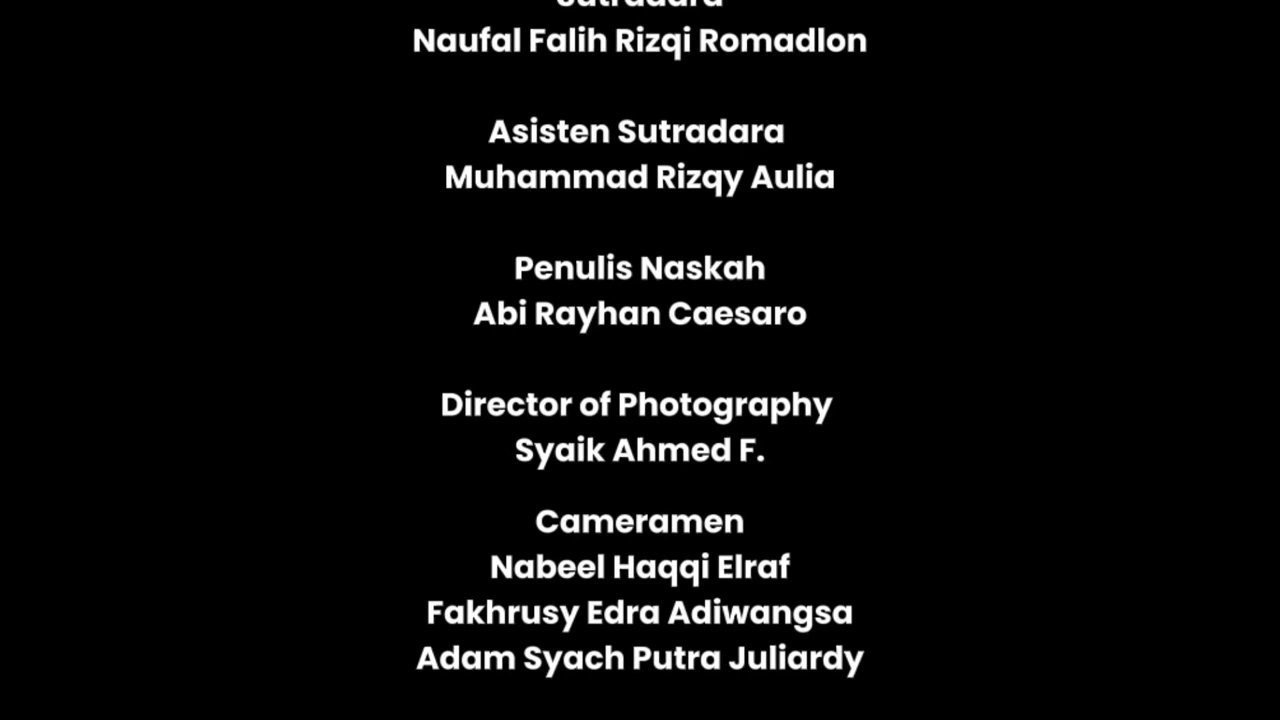 Sutradara
Naufal Falih Rizqi Romadlon
Asisten Sutradara
Muhammad Rizqy Aulia
Penulis Naskah
Abi Rayhan Caesaro
Director of Photography
Syaik Ahmed F.
Cameramen
Nabeel Haqqi Elraf
Fakhrusy Edra Adiwangsa
Adam Syach Putra Juliardy